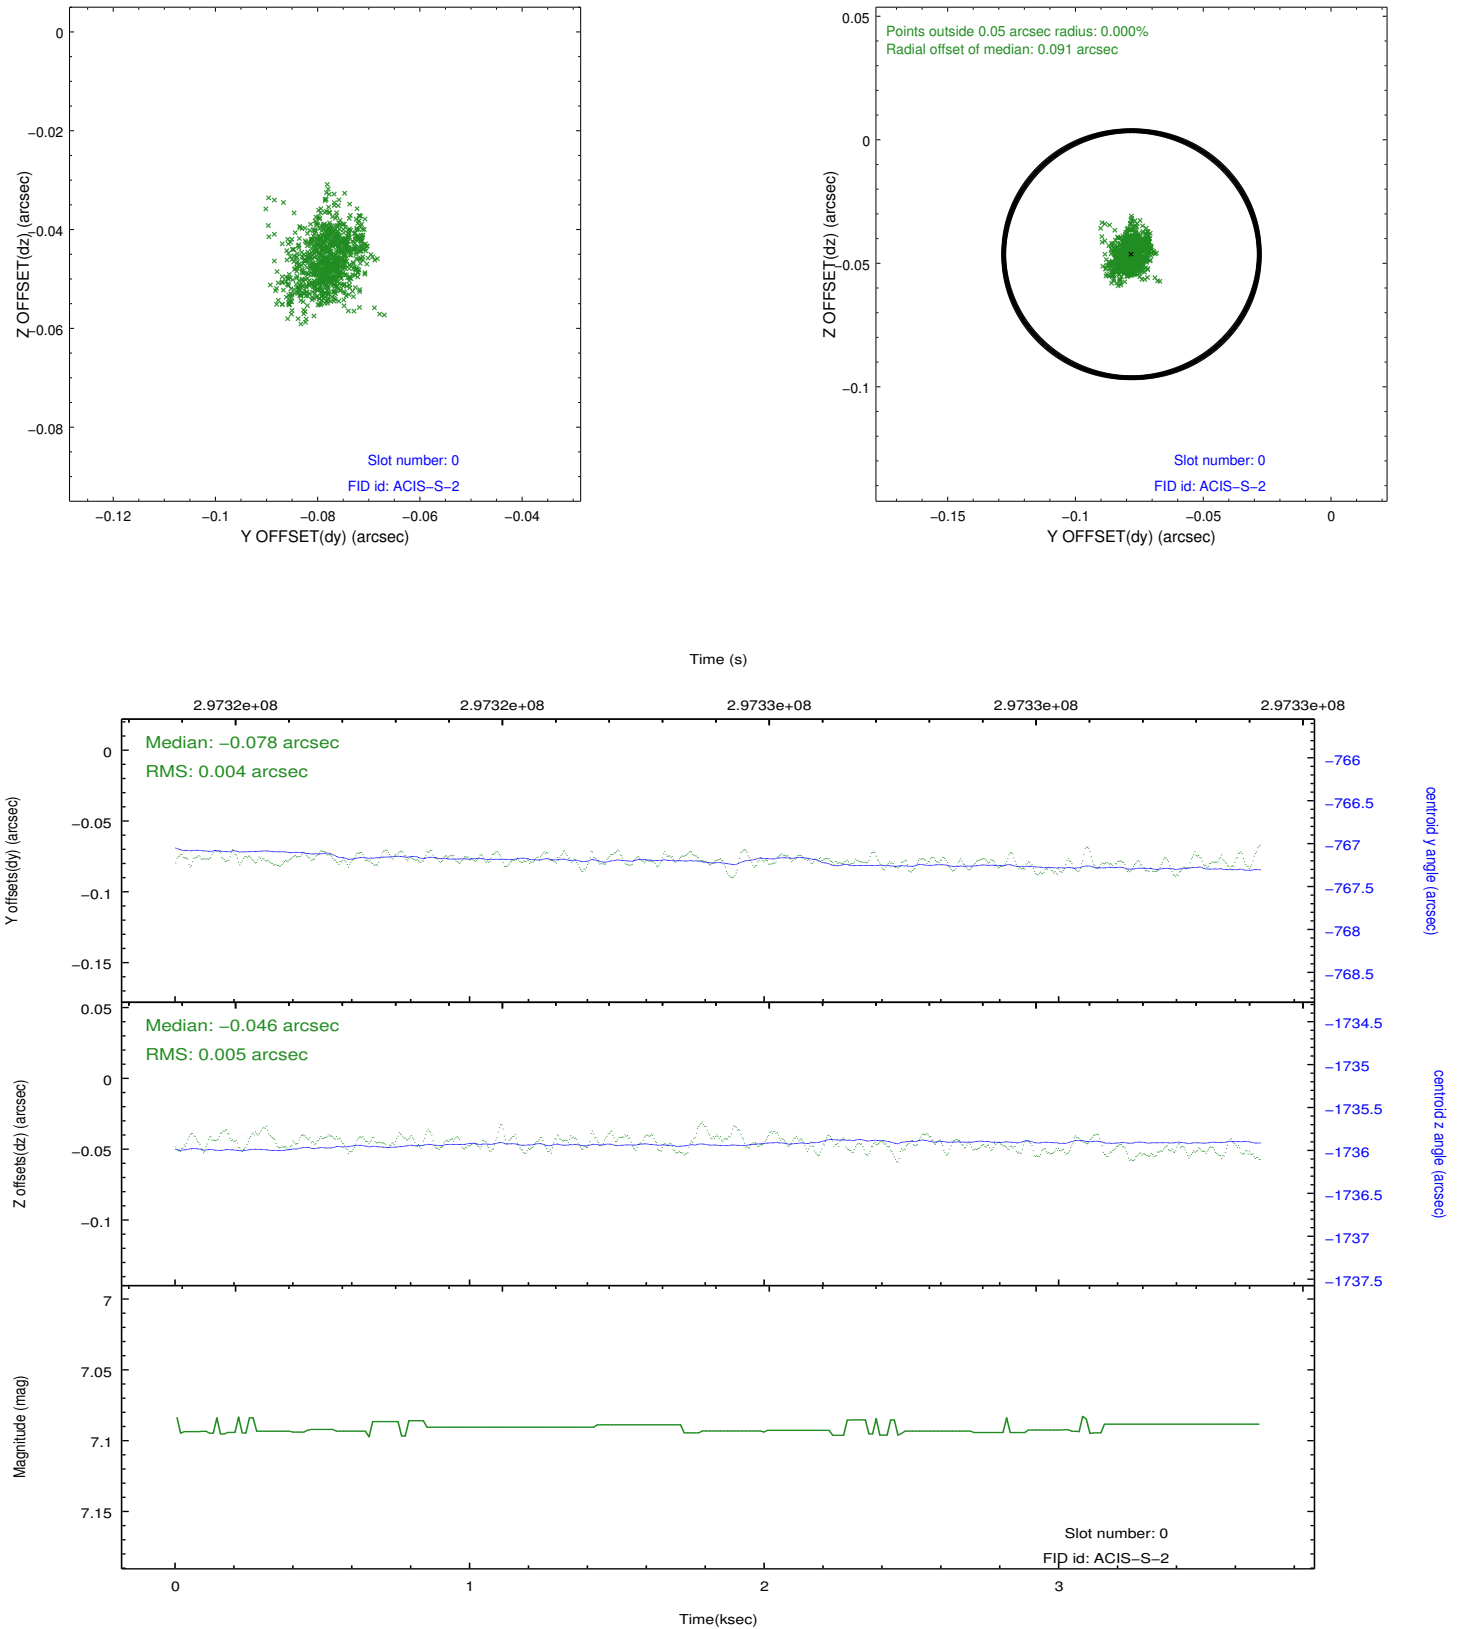 0
−0.02
−0.04
−0.06
−0.08
Z OFFSET(dz) (arcsec)
Slot number: 0
FID id: ACIS−S−2
−0.12
−0.1
−0.08
−0.06
−0.04
Y OFFSET(dy) (arcsec)
0.05
0
−0.05
−0.1
Z OFFSET(dz) (arcsec)
Points outside 0.05 arcsec radius: 0.000%
Radial offset of median: 0.091 arcsec
Slot number: 0
FID id: ACIS−S−2
−0.15
−0.1
−0.05
0
Y OFFSET(dy) (arcsec)
Time (s)
2.9732e+08
2.9732e+08
2.9733e+08
2.9733e+08
2.9733e+08
Median: −0.078 arcsec
RMS: 0.004 arcsec
0
−0.05
−0.1
−0.15
Y offsets(dy) (arcsec)
−766
−766.5
−767
−767.5
−768
−768.5
centroid y angle (arcsec)
Median: −0.046 arcsec
RMS: 0.005 arcsec
0.05
0
−0.05
−0.1
Z offsets(dz) (arcsec)
−1734.5
−1735
−1735.5
−1736
−1736.5
−1737
−1737.5
centroid z angle (arcsec)
7
7.05
7.1
7.15
Magnitude (mag)
Slot number: 0
FID id: ACIS−S−2
0
1
2
3
Time(ksec)